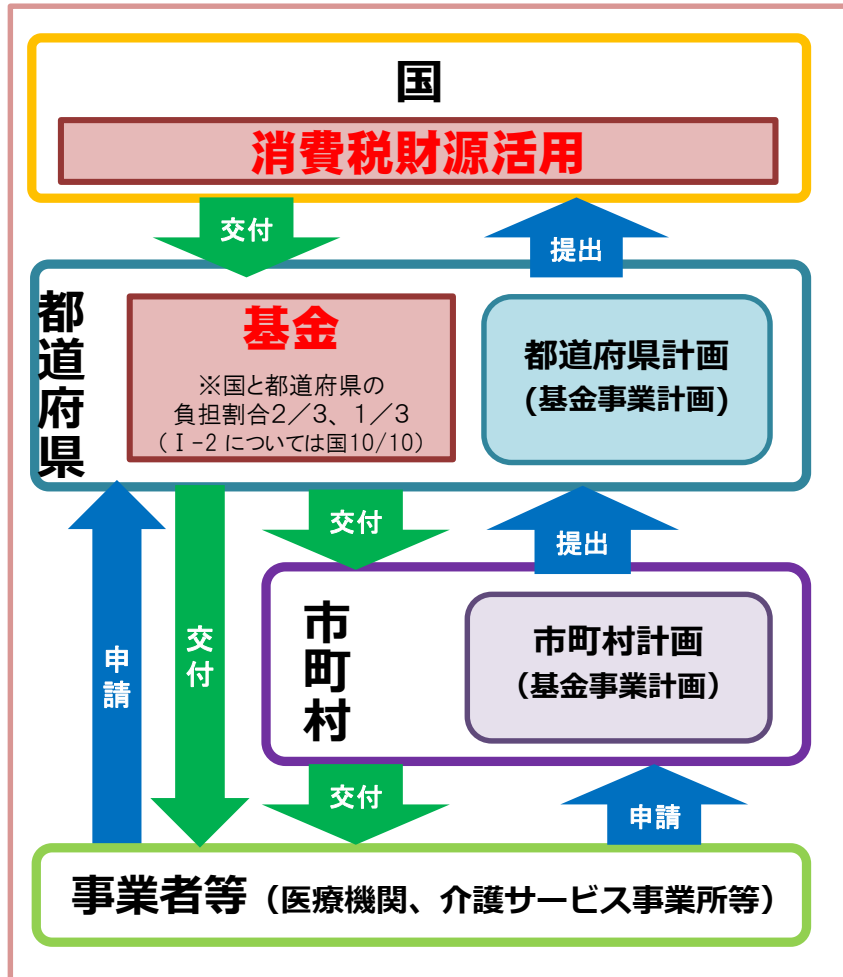 国
消費税財源活用
交付
提出
都道府県
基金
※国と都道府県の
負担割合2/3、1/3
(Ⅰ-2 については国10/10)
都道府県計画
(基金事業計画)
交付
提出
申請
交付
市町村
市町村計画
(基金事業計画)
交付
申請
事業者等(医療機関、介護サービス事業所等)